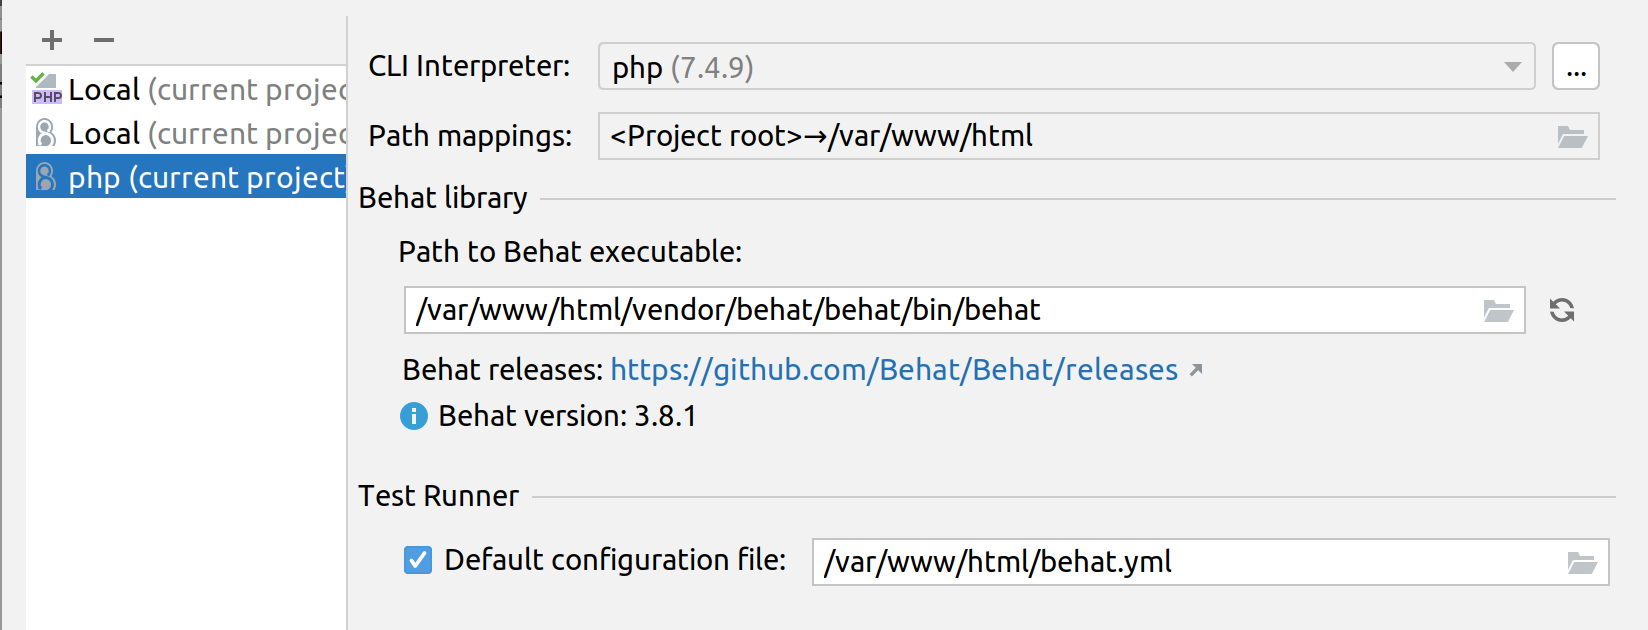 PHP Local (current projec
Local (current projec
php (current project
CLI Interpreter: php (7.4.9) ...
Path mappings: <Project root>→/var/www/html
Behat library
Path to Behat executable:
/var/www/html/vendor/behat/behat/bin/behat
Behat releases: https://github.com/Behat/Behat/releases
Behat version: 3.8.1
Test Runner
Default configuration file: /var/www/html/behat.yml